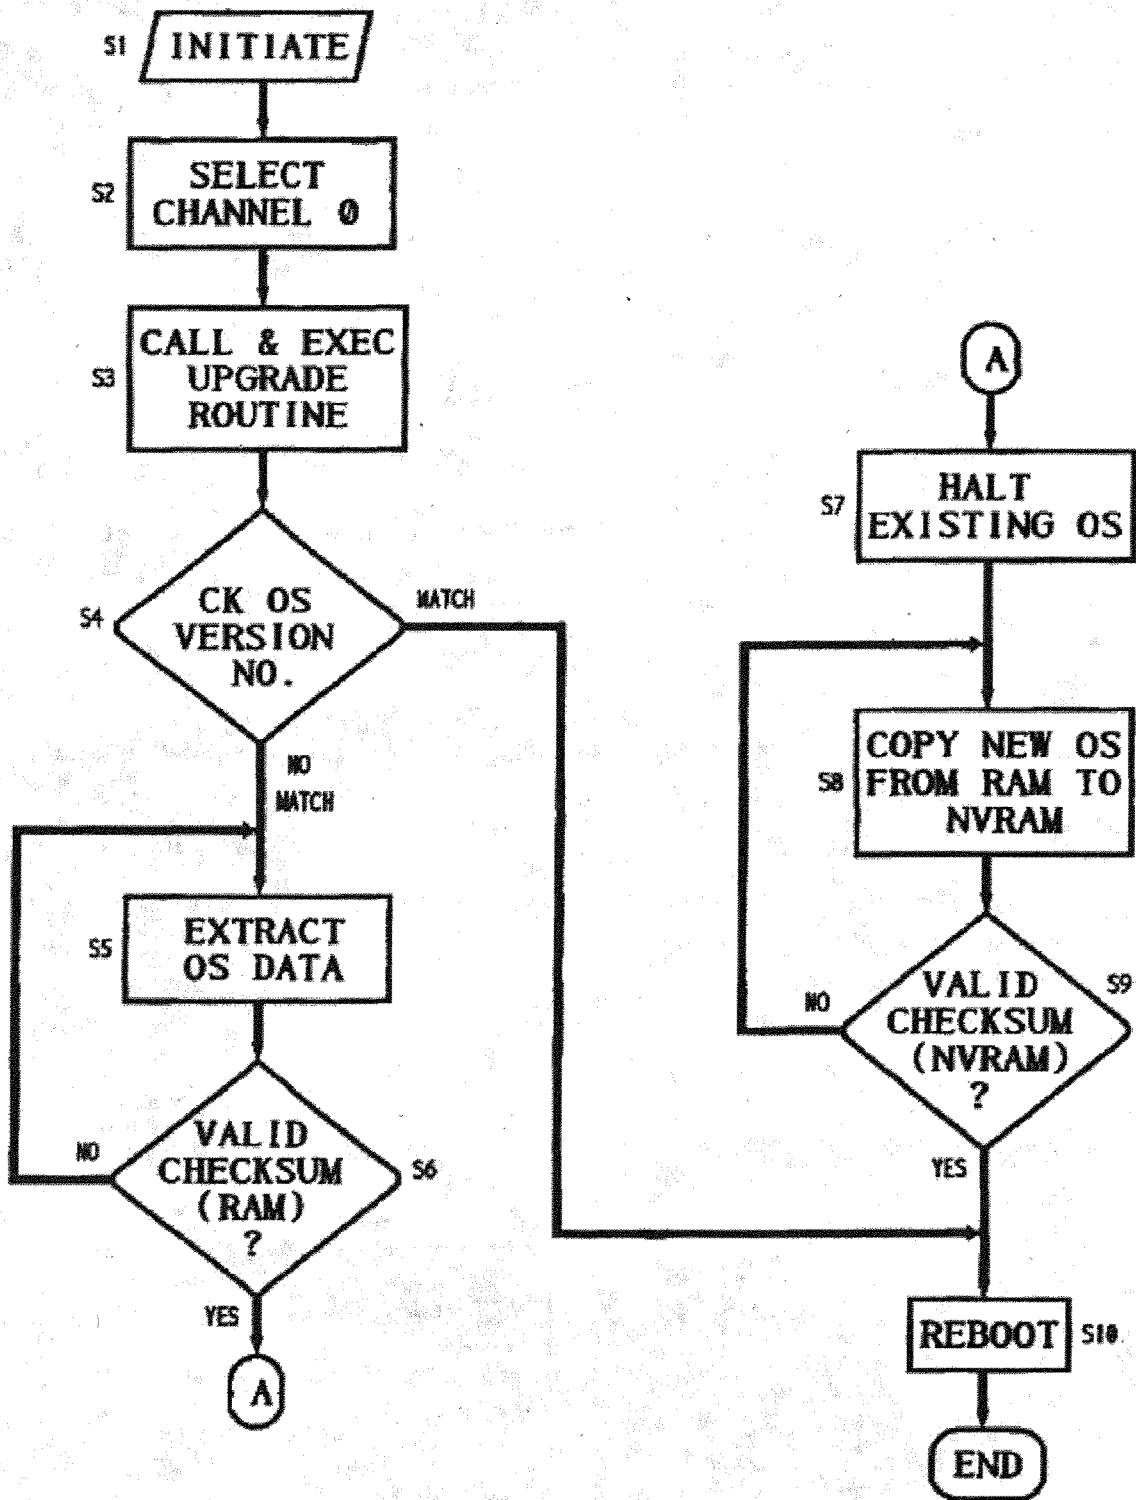 S1
INITIATE
S2
SELECT
CHANNEL 0
S3
CALL & EXEC
UPGRADE
ROUTINE
S4
CK OS
VERSION
NO.
MATCH
NO
MATCH
S5
EXTRACT
OS DATA
NO
VALID
CHECKSUM
(RAM)
?
S6
YES
A
A
S7
HALT
EXISTING OS
S8
COPY NEW OS
FROM RAM TO
NVRAM
NO
VALID
CHECKSUM
(NVRAM)
?
S9
YES
REBOOT
S10
END